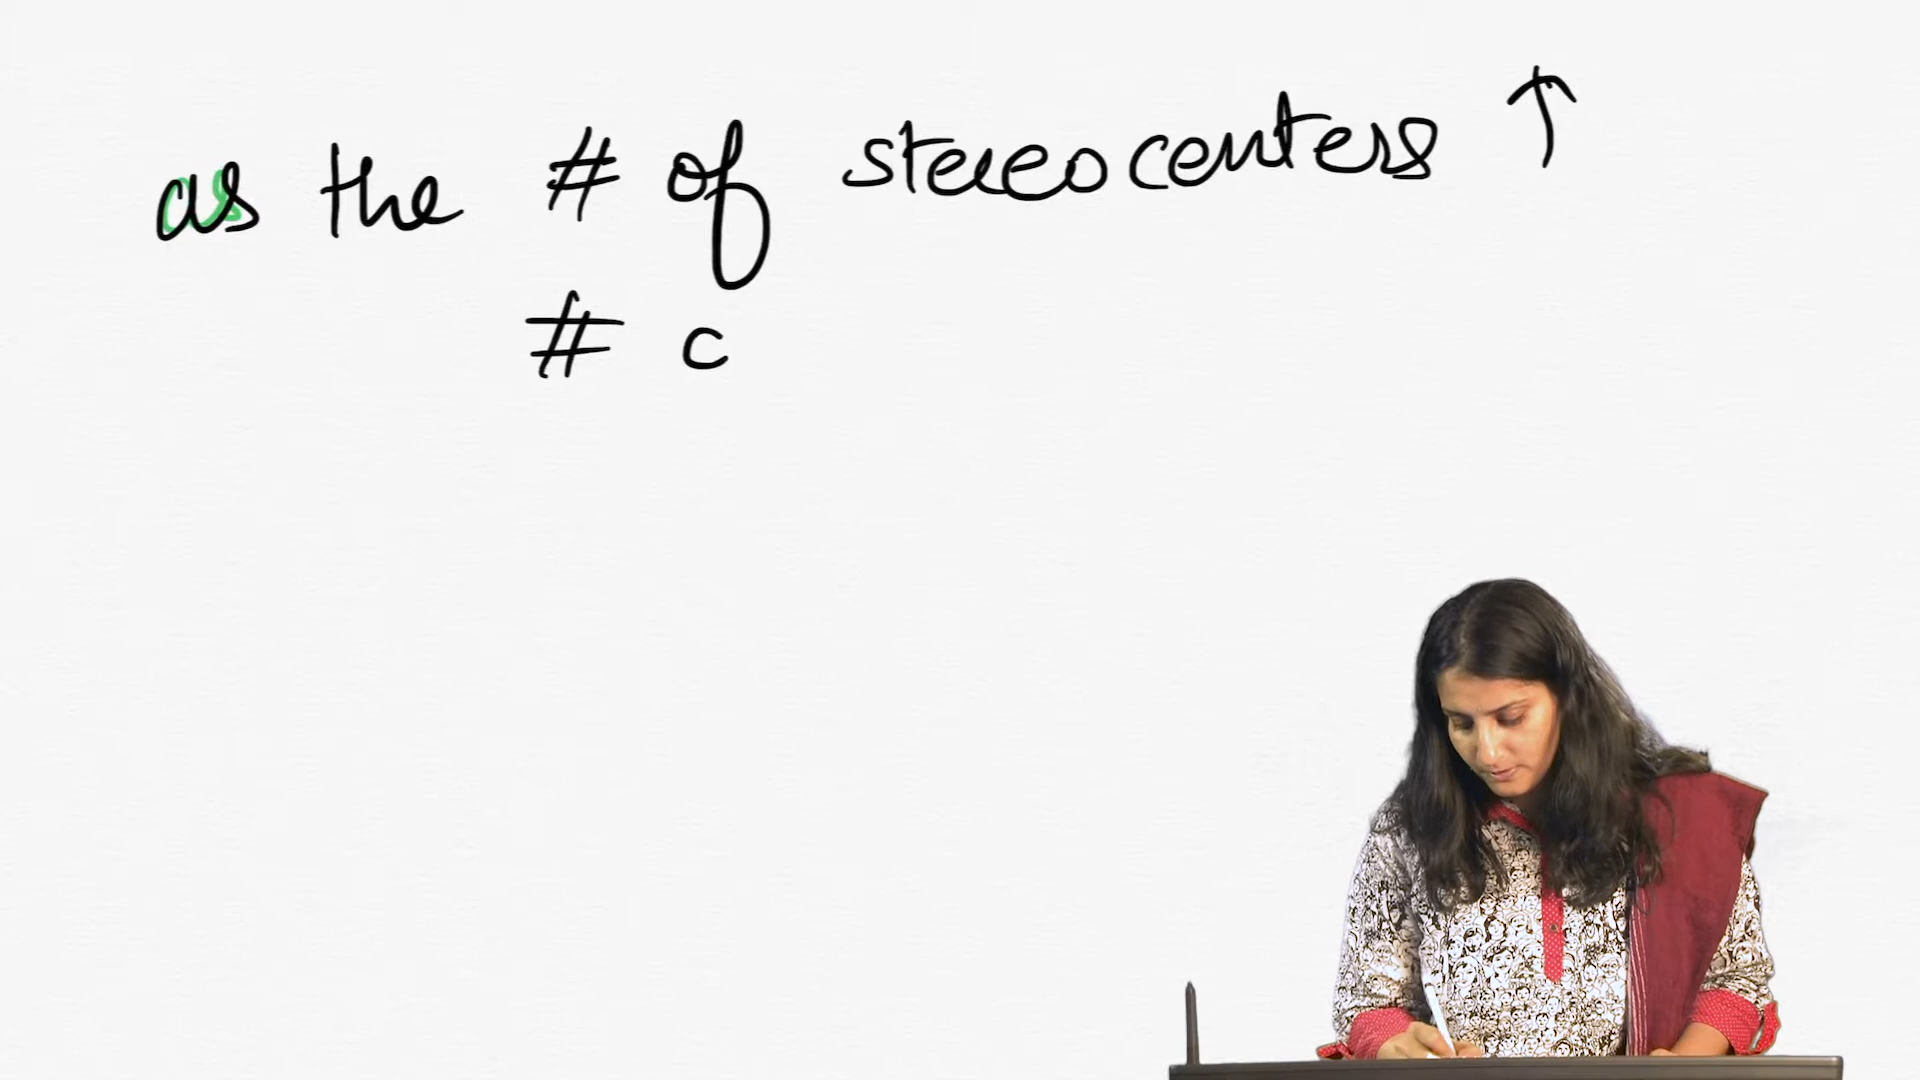 as the # of stereocenters ↑
# c